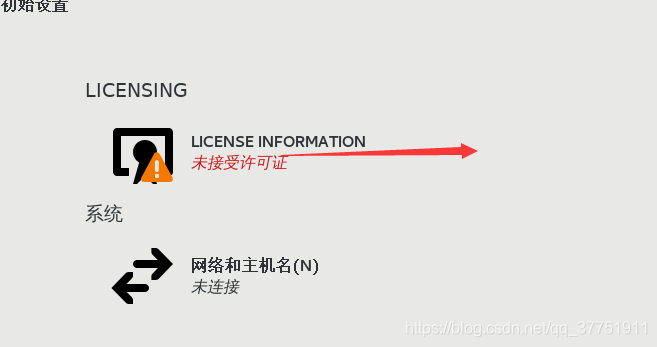 初始设置
LICENSING
LICENSE INFORMATION
未接受许可证
系统
网络和主机名(N)
未连接
https://blog.csdn.net/qq_37751911